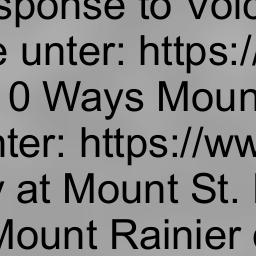 sponse to Volc
unter: https://
0 Ways Moun
nter: https://ww
at Mount St.
Mount Rainier